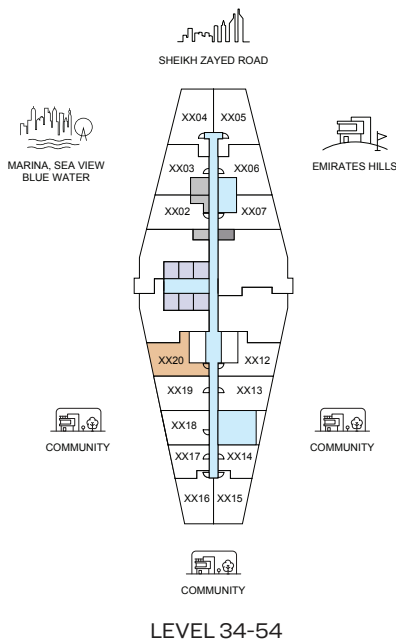 SHEIKH ZAYED ROAD
XX04 XX05
MARINA, SEA VIEW
BLUE WATER
EMIRATES HILLS
XX03 XX06
XX02 XX07
XX20 XX12
XX19 XX13
XX18
COMMUNITY
COMMUNITY
XX17 XX14
XX16 XX15
COMMUNITY
LEVEL 34-54